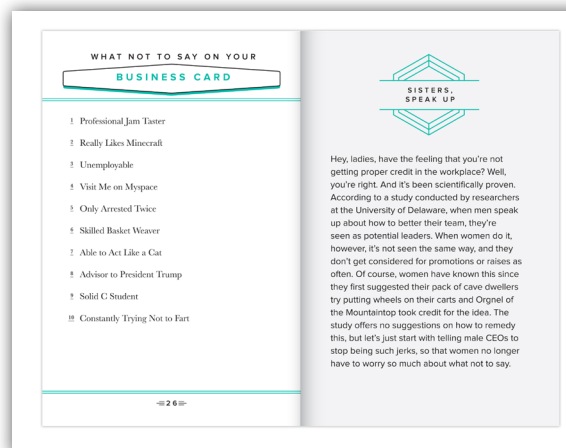 WHAT NOT TO SAY ON YOUR
BUSINESS CARD
1 Professional Jam Taster
2 Really Likes Minecraft
3 Unemployable
4 Visit Me on Myspace
5 Only Arrested Twice
6 Skilled Basket Weaver
7 Able to Act Like a Cat
8 Advisor to President Trump
9 Solid C Student
10 Constantly Trying Not to Fart
26
SISTERS,
SPEAK UP
Hey, ladies, have the feeling that you’re not
getting proper credit in the workplace? Well,
you’re right. And it’s been scientifically proven.
According to a study conducted by researchers
at the University of Delaware, when men speak
up about how to better their team, they’re
seen as potential leaders. When women do it,
however, it’s not seen the same way, and they
don’t get considered for promotions or raises as
often. Of course, women have known this since
they first suggested their pack of cave dwellers
try putting wheels on their carts and Orgnel of
the Mountaintop took credit for the idea. The
study offers no suggestions on how to remedy
this, but let’s just start with telling male CEOs to
stop being such jerks, so that women no longer
have to worry so much about what not to say.